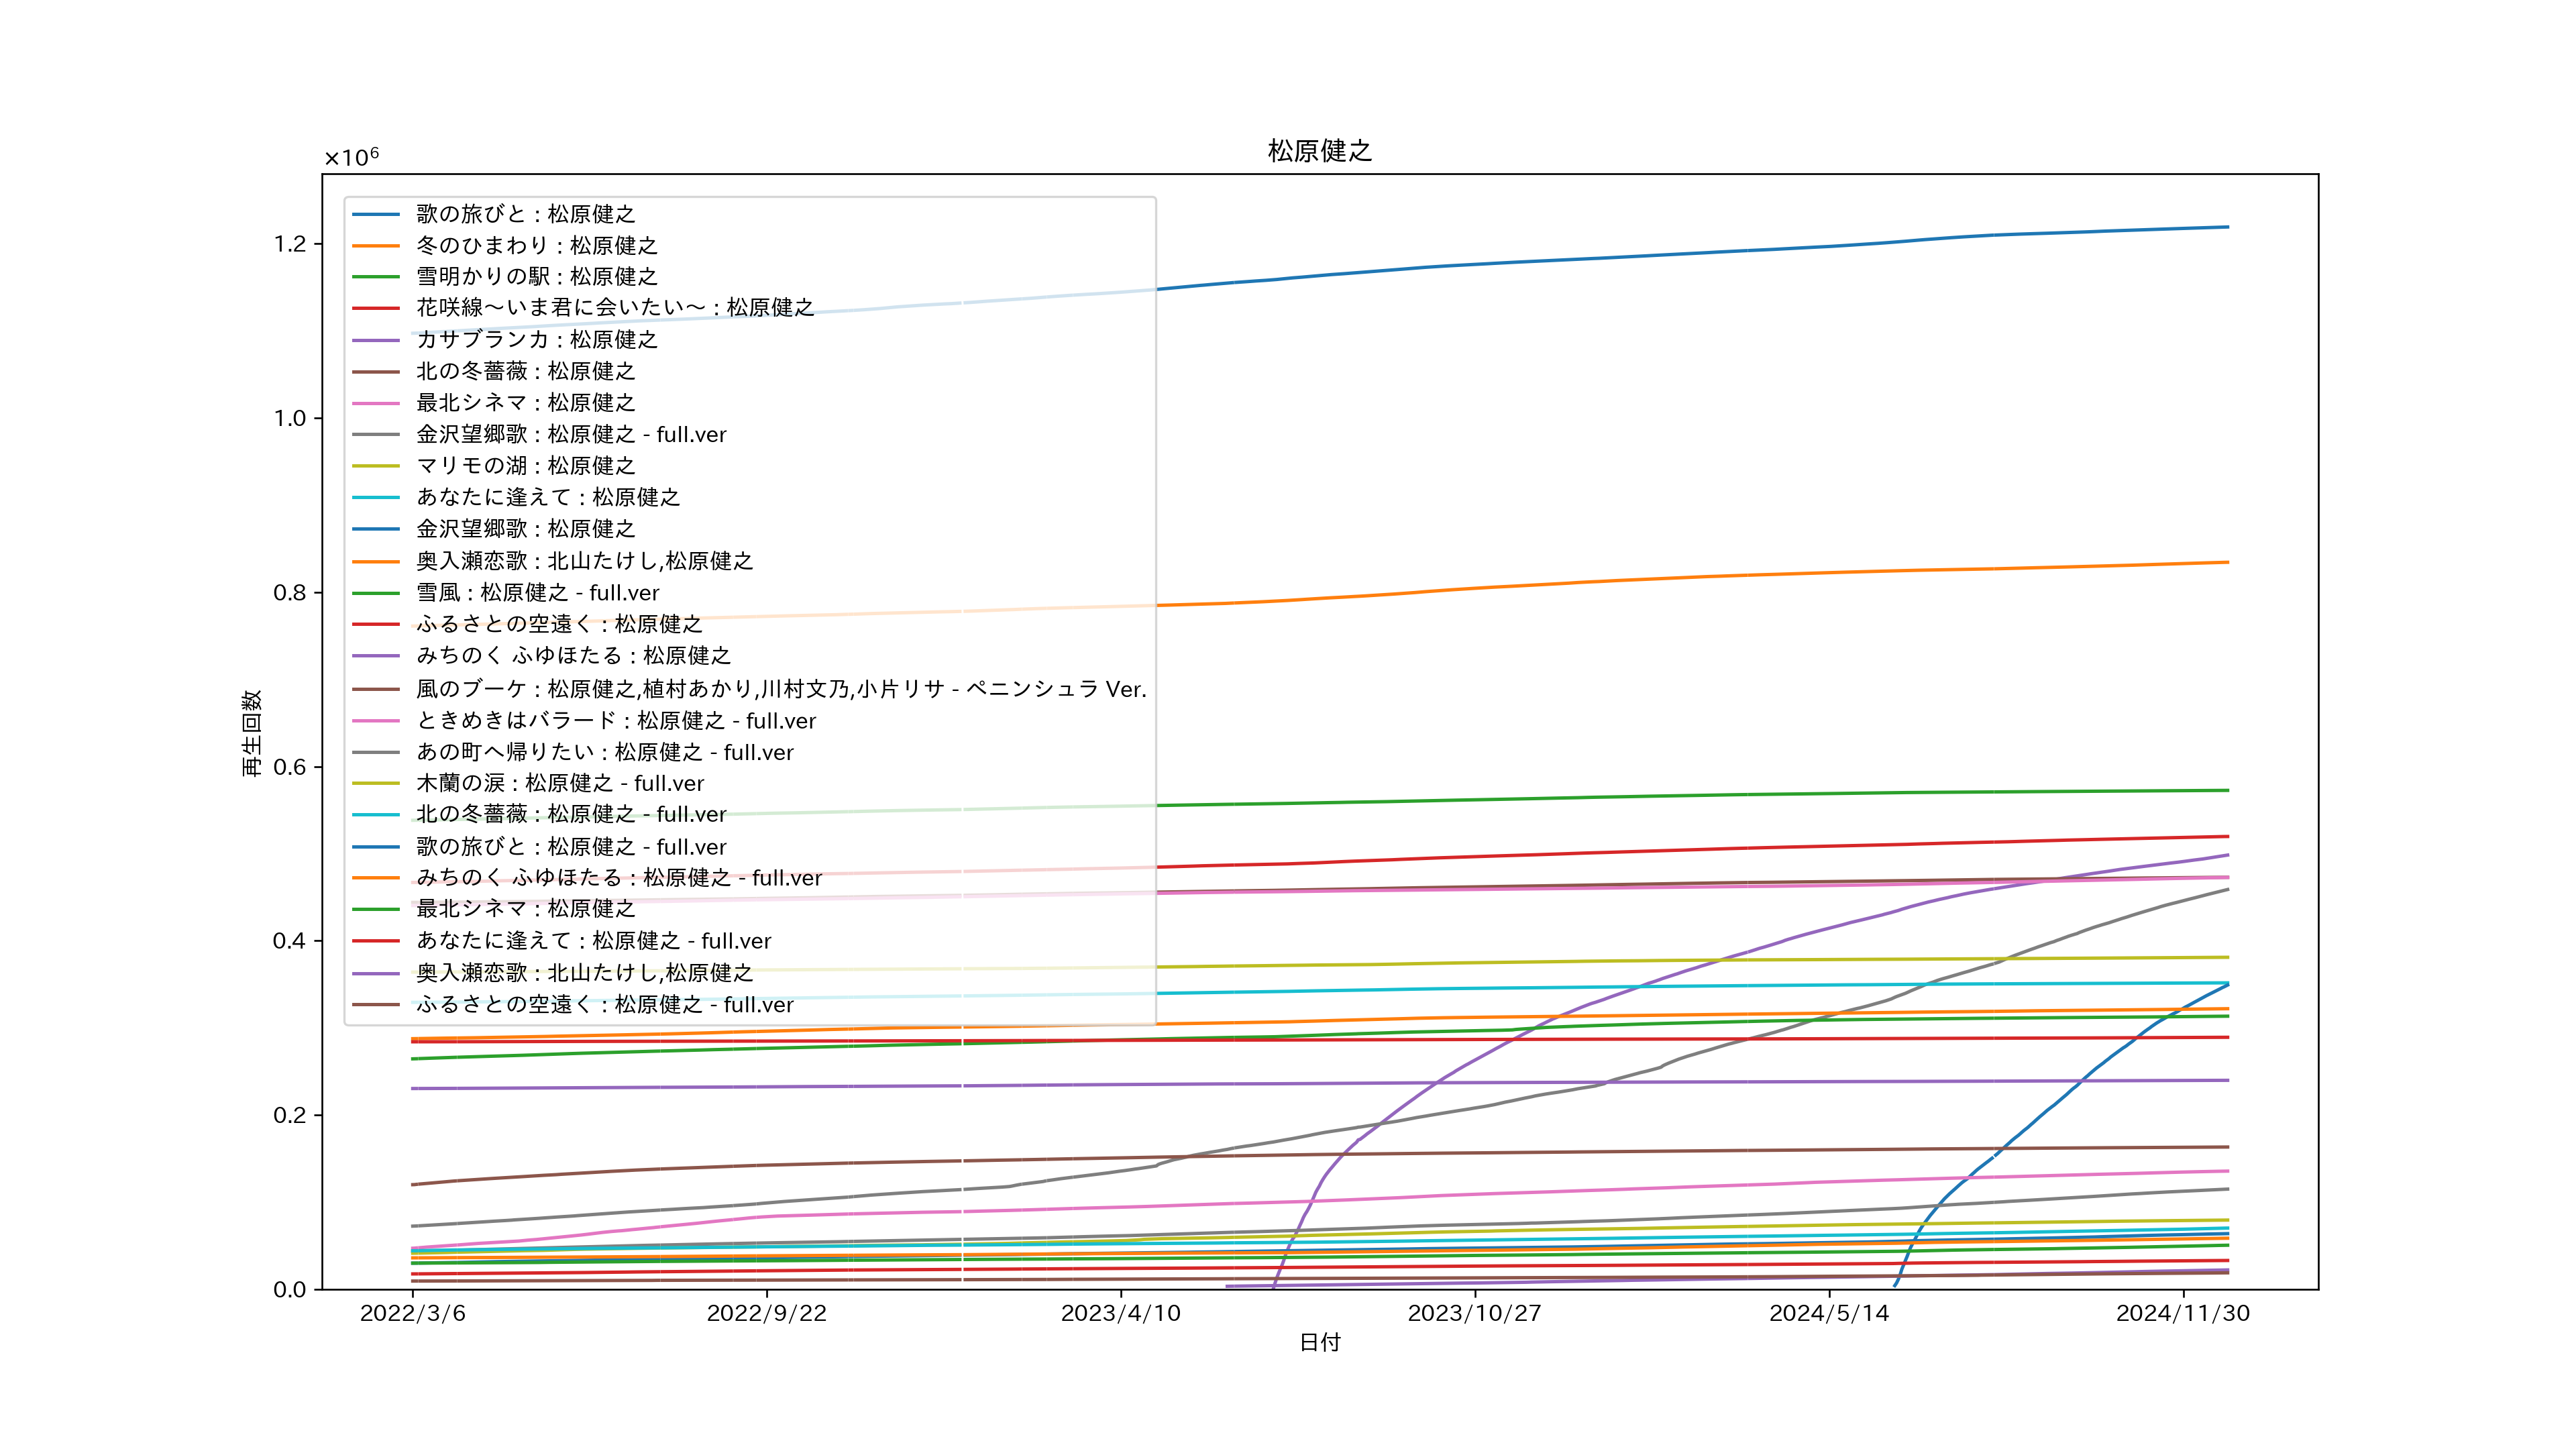 松原健之
×10⁶
歌の旅びと : 松原健之
冬のひまわり : 松原健之
雪明かりの駅 : 松原健之
花咲線〜いま君に会いたい〜 : 松原健之
カサブランカ : 松原健之
北の冬薔薇 : 松原健之
最北シネマ : 松原健之
金沢望郷歌 : 松原健之 - full.ver
マリモの湖 : 松原健之
あなたに逢えて : 松原健之
金沢望郷歌 : 松原健之
奥入瀬恋歌 : 北山たけし,松原健之
雪風 : 松原健之 - full.ver
ふるさとの空遠く : 松原健之
みちのく ふゆほたる : 松原健之
風のブーケ : 松原健之,植村あかり,川村文乃,小片リサ - ペニンシュラ Ver.
ときめきはバラード : 松原健之 - full.ver
あの町へ帰りたい : 松原健之 - full.ver
木蘭の涙 : 松原健之 - full.ver
北の冬薔薇 : 松原健之 - full.ver
歌の旅びと : 松原健之 - full.ver
みちのく ふゆほたる : 松原健之 - full.ver
最北シネマ : 松原健之
あなたに逢えて : 松原健之 - full.ver
奥入瀬恋歌 : 北山たけし,松原健之
ふるさとの空遠く : 松原健之 - full.ver
1.2
1.0
0.8
0.6
0.4
0.2
0.0
再生回数
2022/3/6
2022/9/22
2023/4/10
2023/10/27
2024/5/14
2024/11/30
日付